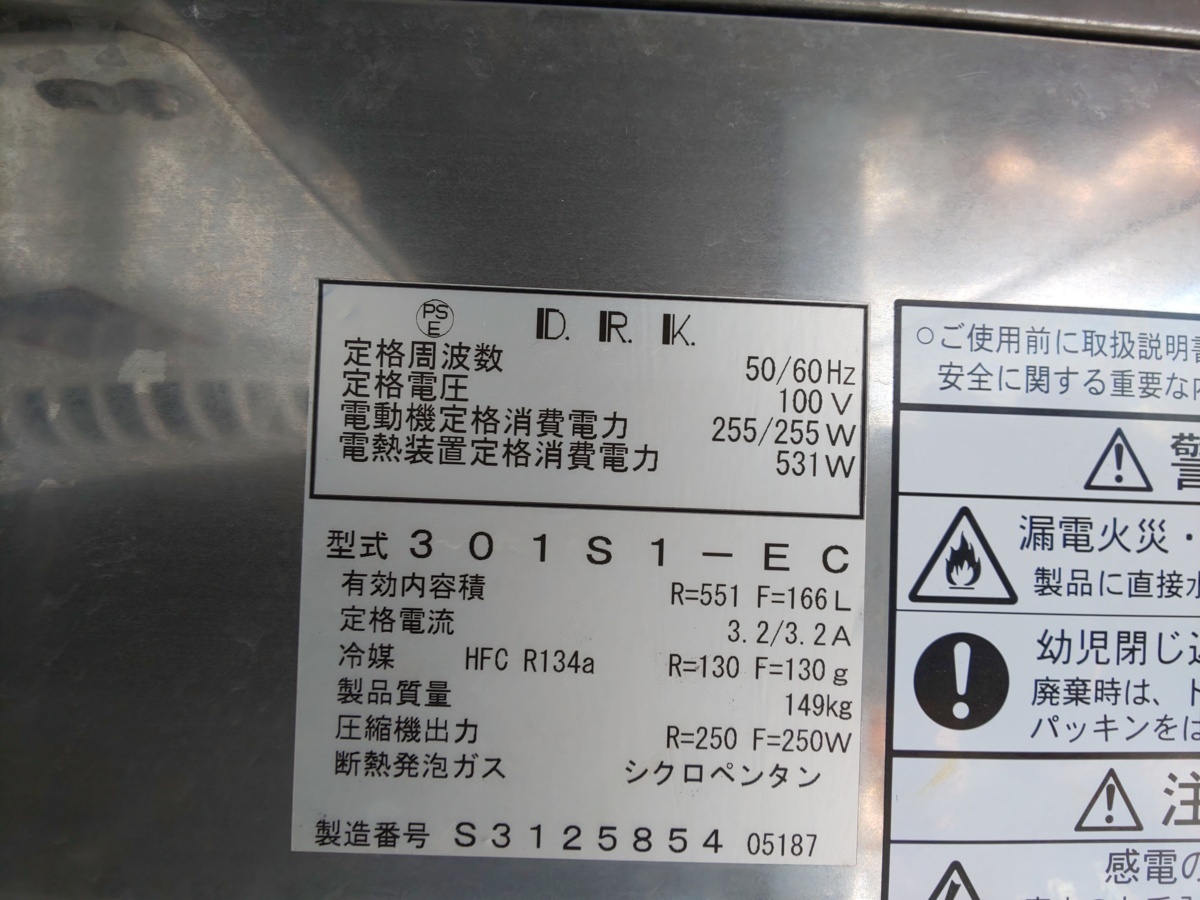 PS
E
D. R. K.
定格周波数 50/60Hz
定格電圧 100V
電動機定格消費電力 255/255W
電熱装置定格消費電力 531W
型式 301S1-EC
有効内容積 R=551 F=166L
定格電流 3.2/3.2A
冷媒 HFC R134a R=130 F=130g
製品質量 149kg
圧縮機出力 R=250 F=250W
断熱発泡ガス シクロペンタン
製造番号 S3125854 05187
○ご使用前に取扱説明書
安全に関する重要な
漏電火災・
製品に直接水
幼児閉じ込
廃棄時は、ド
パッキンをは
注
感電の